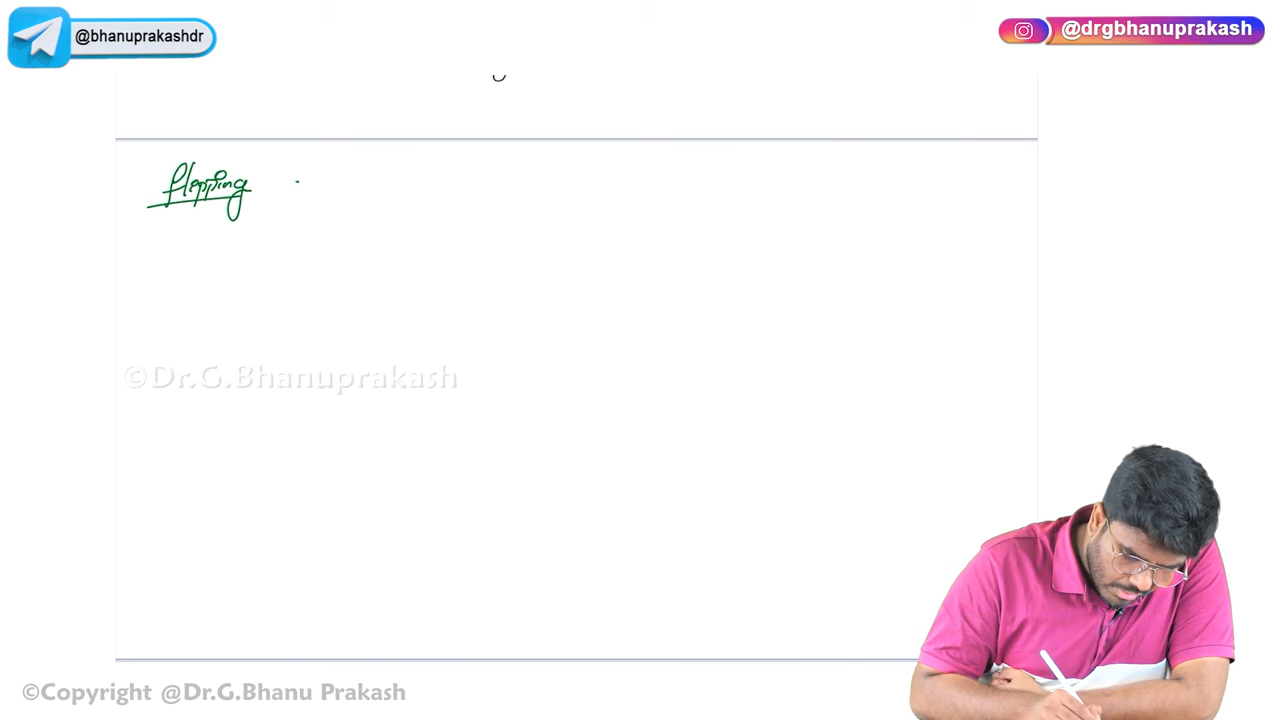 @bhanuprakashdr
@drgbhanuprakash
flapping
©Dr.G.Bhanuprakash
©Copyright @Dr.G.Bhanu Prakash